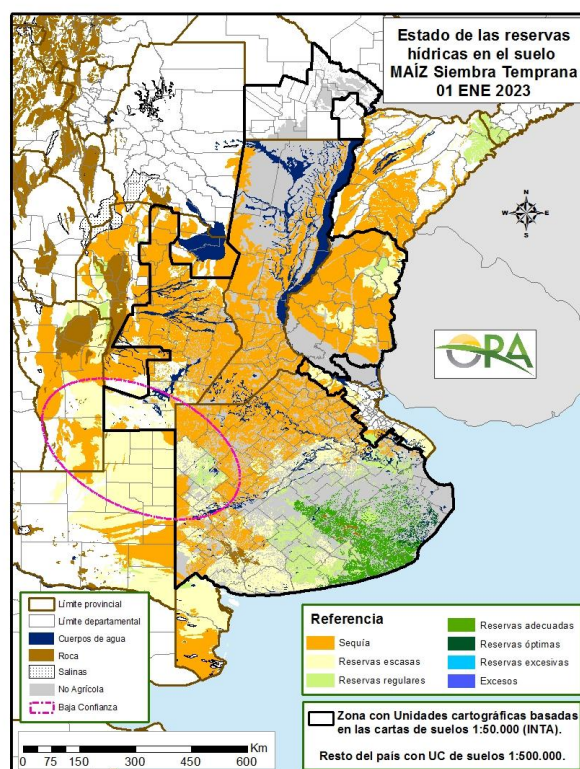 Estado de las reservas
hídricas en el suelo
MAÍZ Siembra Temprana
01 ENE 2023
N
W
E
S
ORA
Límite provincial
Límite departamental
Cuerpos de agua
Roca
Salinas
No Agrícola
Baja Confianza
Referencia
Sequía
Reservas escasas
Reservas regulares
Reservas adecuadas
Reservas óptimas
Reservas excesivas
Excesos
Zona con Unidades cartográficas basadas
en las cartas de suelos 1:50.000 (INTA).
Resto del país con UC de suelos 1:500.000.
0 75 150 300 450 600 Km